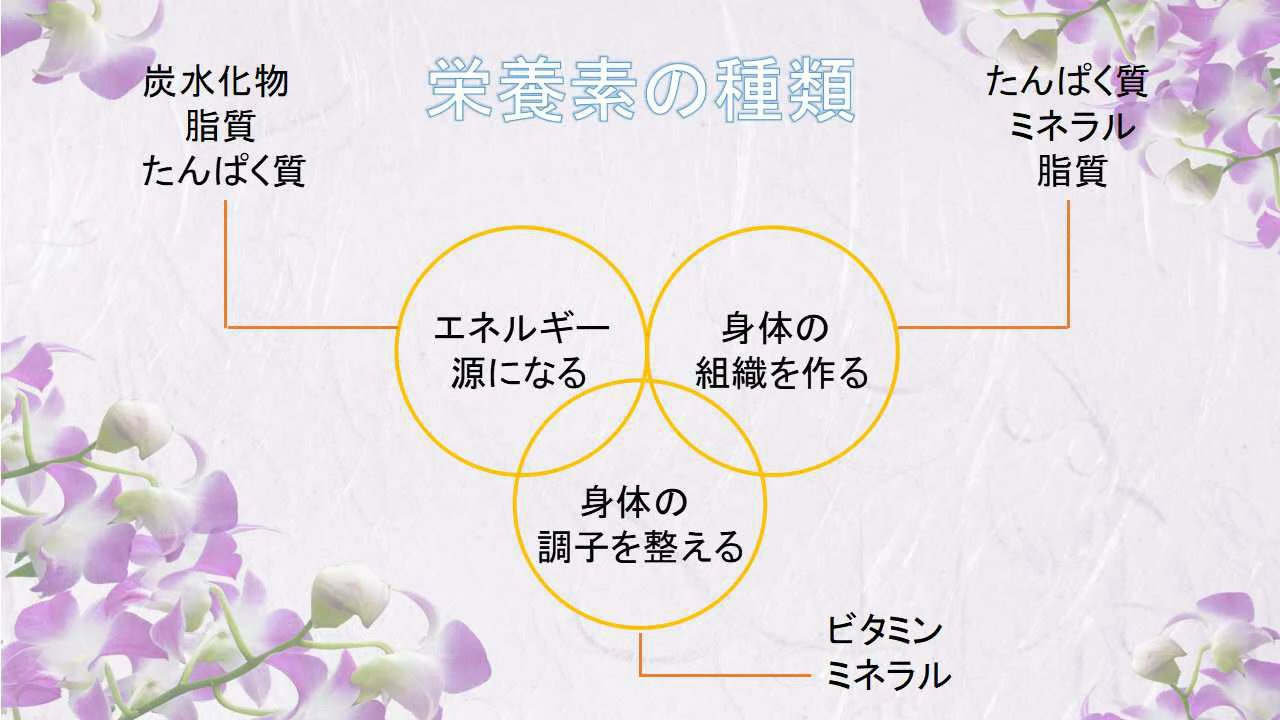 栄養素の種類
炭水化物
脂質
たんぱく質
たんぱく質
ミネラル
脂質
エネルギー
源になる
身体の
組織を作る
身体の
調子を整える
ビタミン
ミネラル